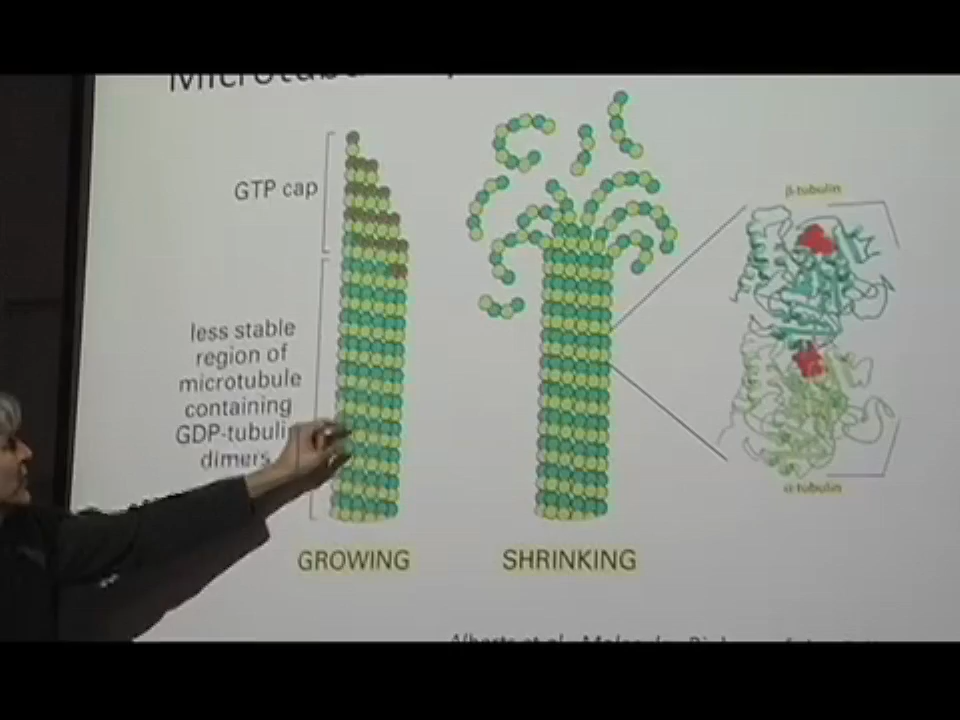 GTP cap
less stable
region of
microtubule
containing
GDP-tubulin
dimers
GROWING
SHRINKING
β-tubulin
α-tubulin
Alberts et al., Molecular Biology of the